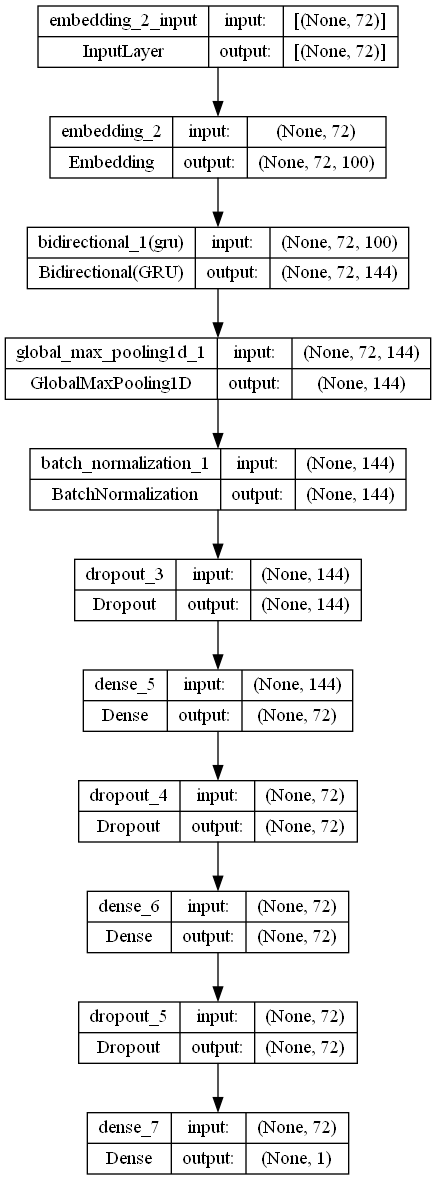 embedding_2_input input: [(None, 72)]
InputLayer output: [(None, 72)]
embedding_2 input: (None, 72)
Embedding output: (None, 72, 100)
bidirectional_1(gru) input: (None, 72, 100)
Bidirectional(GRU) output: (None, 72, 144)
global_max_pooling1d_1 input: (None, 72, 144)
GlobalMaxPooling1D output: (None, 144)
batch_normalization_1 input: (None, 144)
BatchNormalization output: (None, 144)
dropout_3 input: (None, 144)
Dropout output: (None, 144)
dense_5 input: (None, 144)
Dense output: (None, 72)
dropout_4 input: (None, 72)
Dropout output: (None, 72)
dense_6 input: (None, 72)
Dense output: (None, 72)
dropout_5 input: (None, 72)
Dropout output: (None, 72)
dense_7 input: (None, 72)
Dense output: (None, 1)